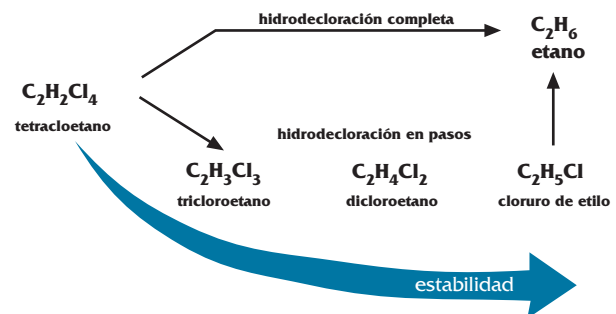 hidrodecloración completa
C₂H₆
etano
C₂H₂Cl₄
tetracloetano
hidrodecloración en pasos
C₂H₃Cl₃
tricloroetano
C₂H₄Cl₂
dicloroetano
C₂H₅Cl
cloruro de etilo
estabilidad